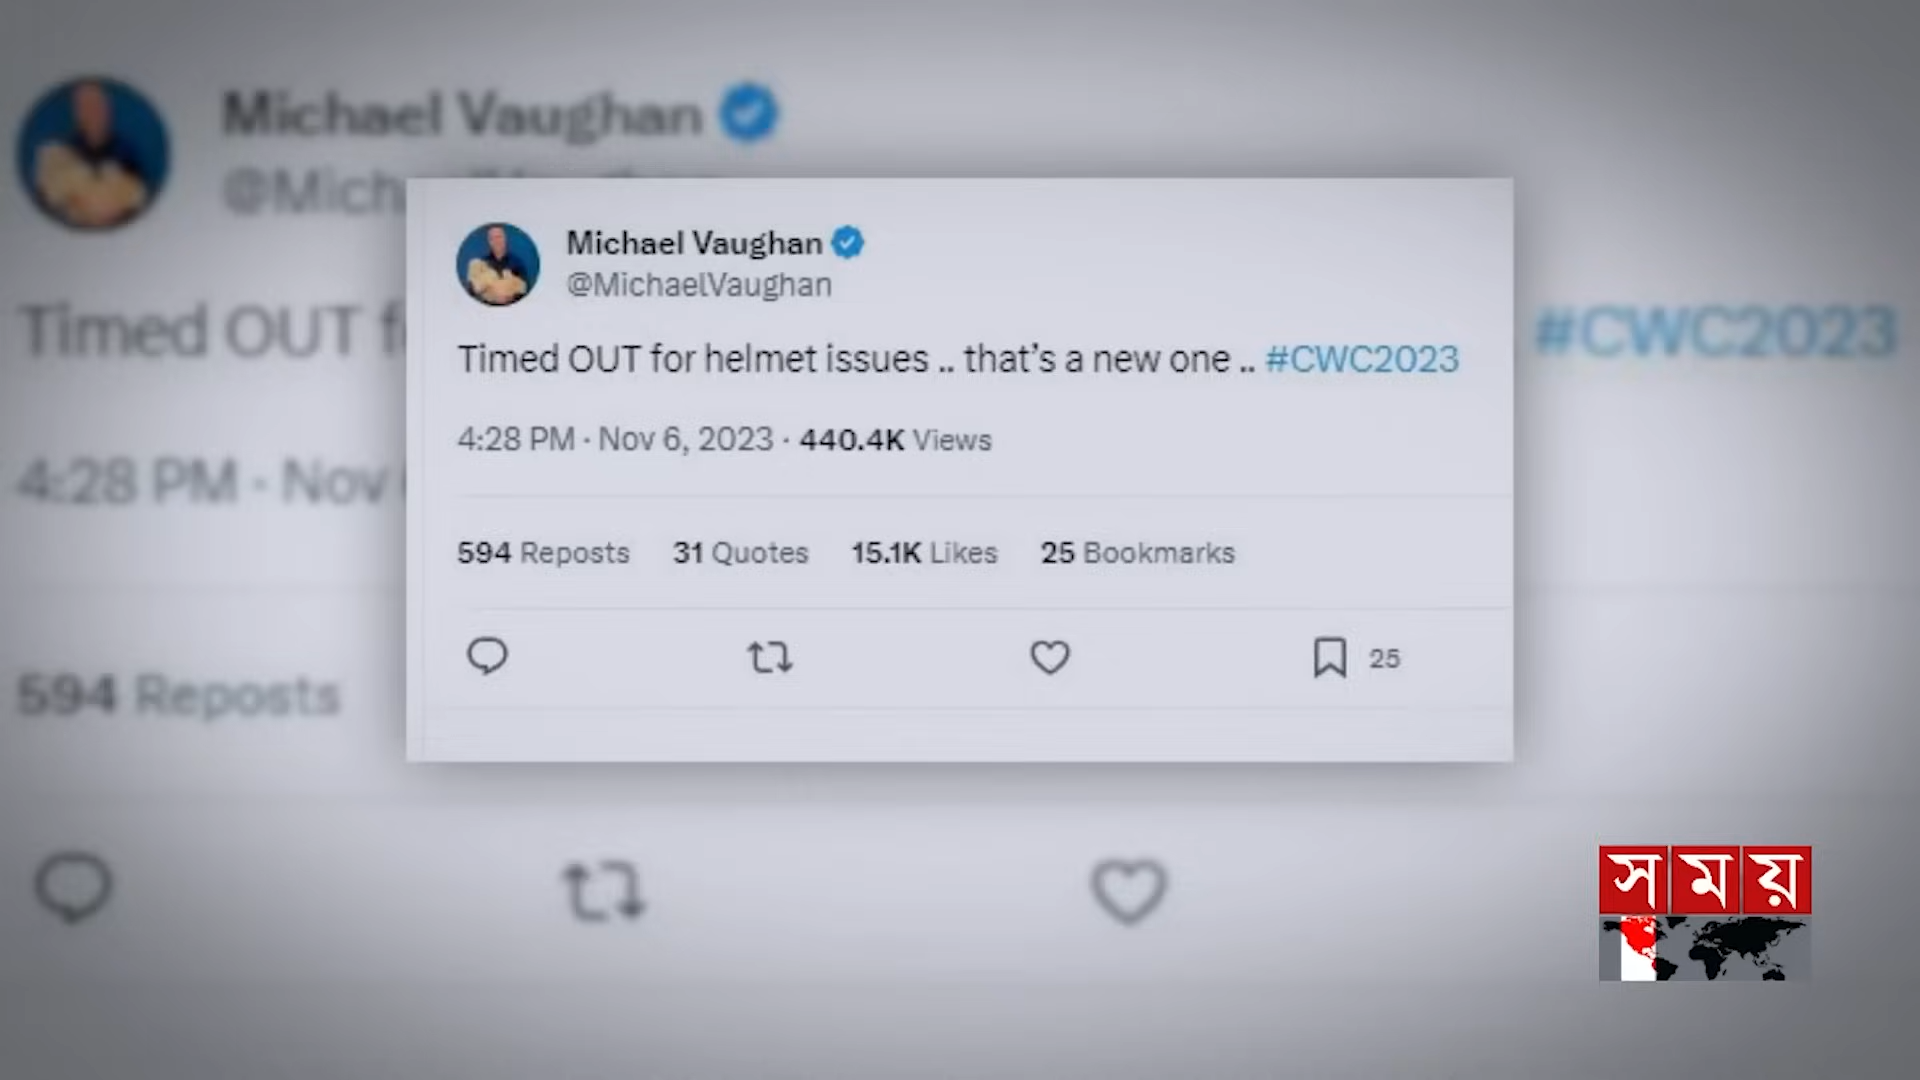 Michael Vaughan
@Mich
Timed OUT f
#CWC2023
4:28 PM · Nov
594 Reposts
Michael Vaughan
@MichaelVaughan
Timed OUT for helmet issues .. that's a new one .. #CWC2023
4:28 PM · Nov 6, 2023 · 440.4K Views
594 Reposts 31 Quotes 15.1K Likes 25 Bookmarks
25
সময়